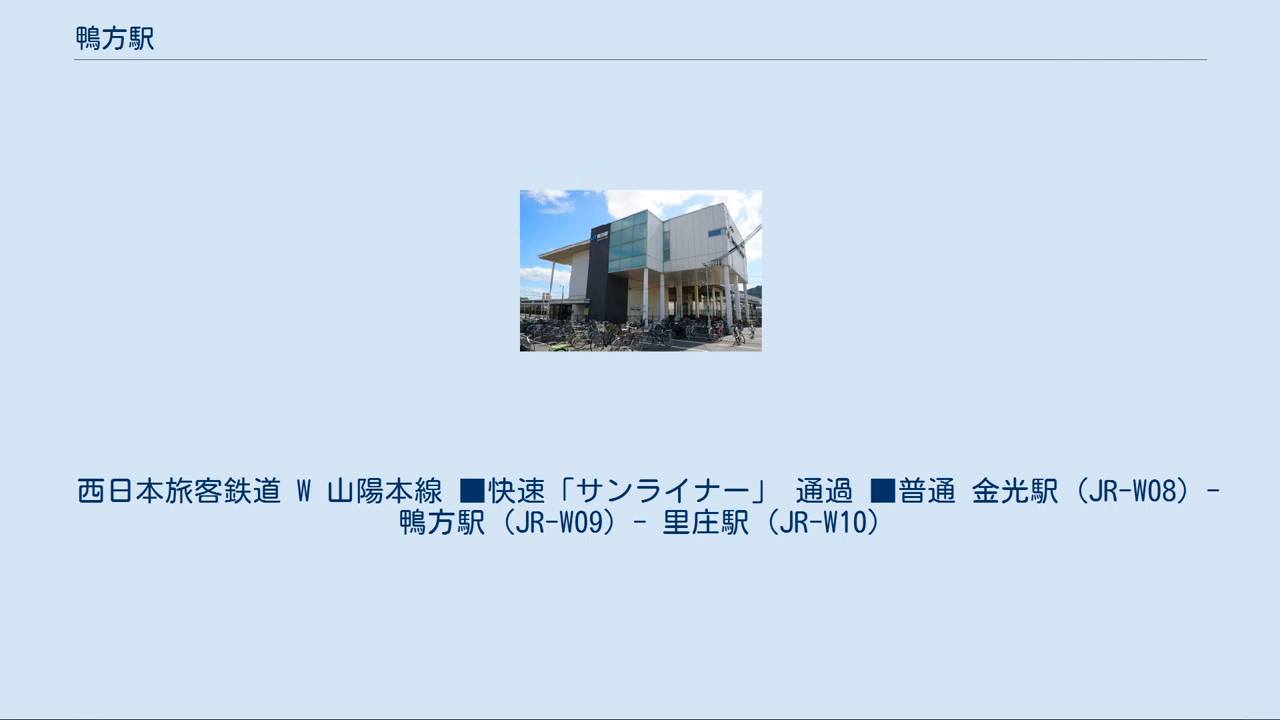 鴨方駅
西日本旅客鉄道 W 山陽本線 ■快速「サンライナー」 通過 ■普通 金光駅 (JR-W08) -
鴨方駅 (JR-W09) - 里庄駅 (JR-W10)